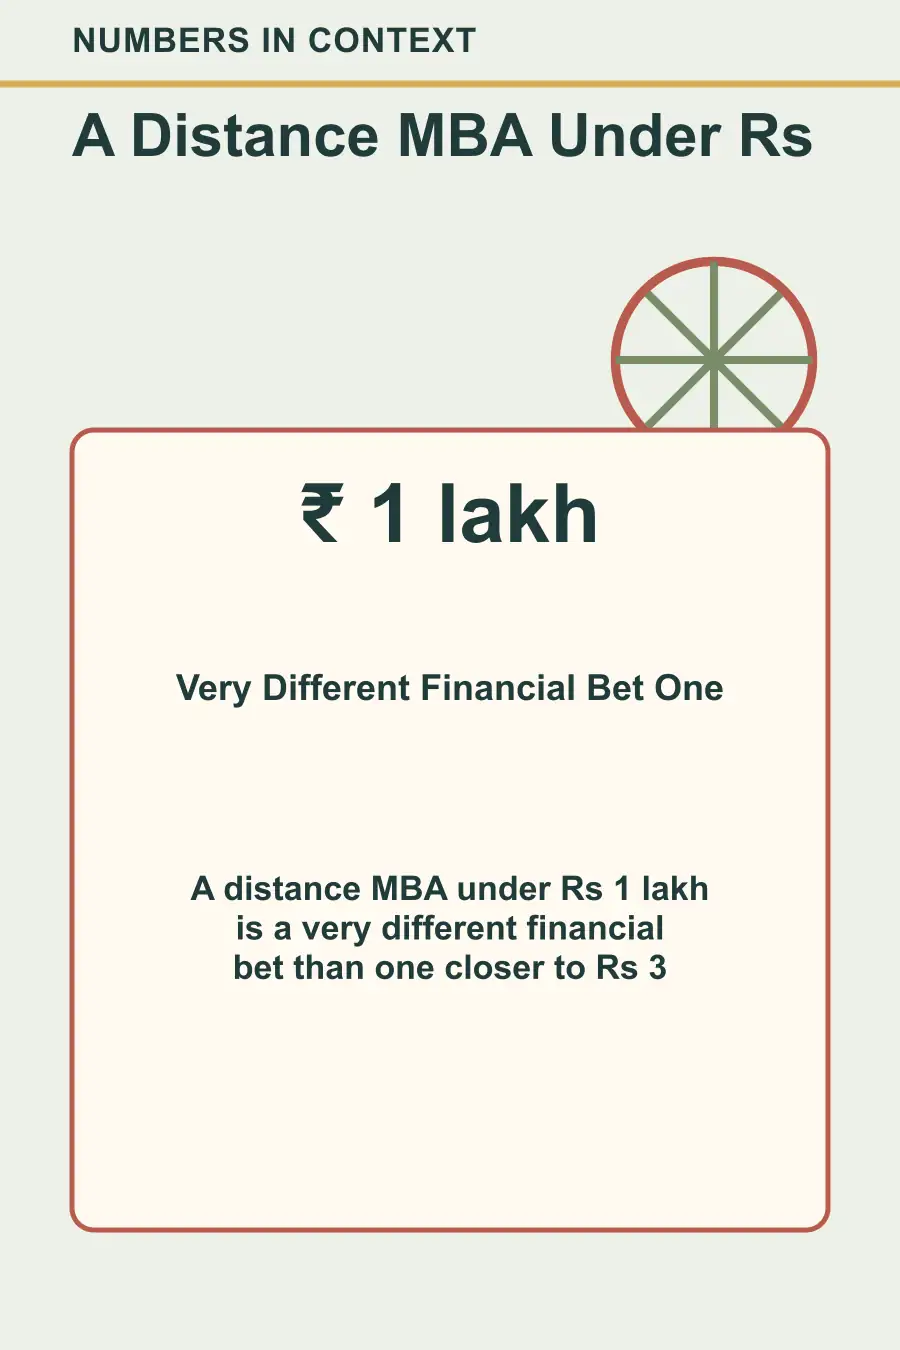 NUMBERS IN CONTEXT
A Distance MBA Under Rs
₹ 1 lakh
Very Different Financial Bet One
A distance MBA under Rs 1 lakh
is a very different financial
bet than one closer to Rs 3